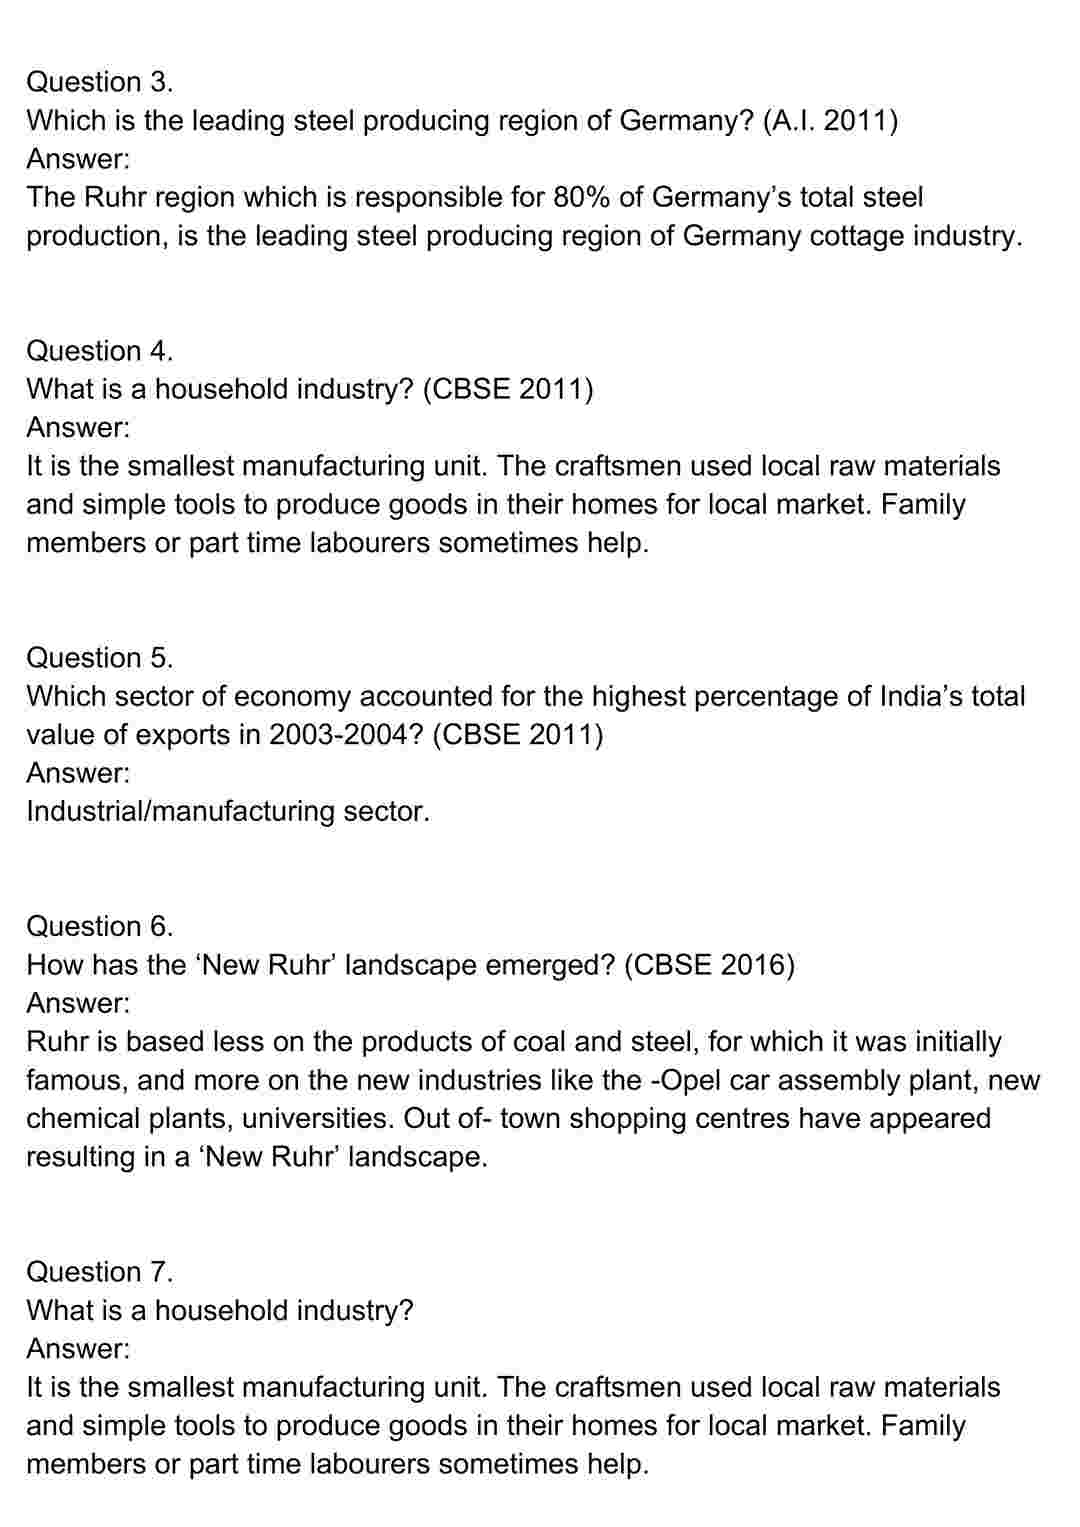 Question 3.
Which is the leading steel producing region of Germany? (A.I. 2011)
Answer:
The Ruhr region which is responsible for 80% of Germany’s total steel
production, is the leading steel producing region of Germany cottage industry.
Question 4.
What is a household industry? (CBSE 2011)
Answer:
It is the smallest manufacturing unit. The craftsmen used local raw materials
and simple tools to produce goods in their homes for local market. Family
members or part time labourers sometimes help.
Question 5.
Which sector of economy accounted for the highest percentage of India’s total
value of exports in 2003-2004? (CBSE 2011)
Answer:
Industrial/manufacturing sector.
Question 6.
How has the ‘New Ruhr’ landscape emerged? (CBSE 2016)
Answer:
Ruhr is based less on the products of coal and steel, for which it was initially
famous, and more on the new industries like the -Opel car assembly plant, new
chemical plants, universities. Out of- town shopping centres have appeared
resulting in a ‘New Ruhr’ landscape.
Question 7.
What is a household industry?
Answer:
It is the smallest manufacturing unit. The craftsmen used local raw materials
and simple tools to produce goods in their homes for local market. Family
members or part time labourers sometimes help.